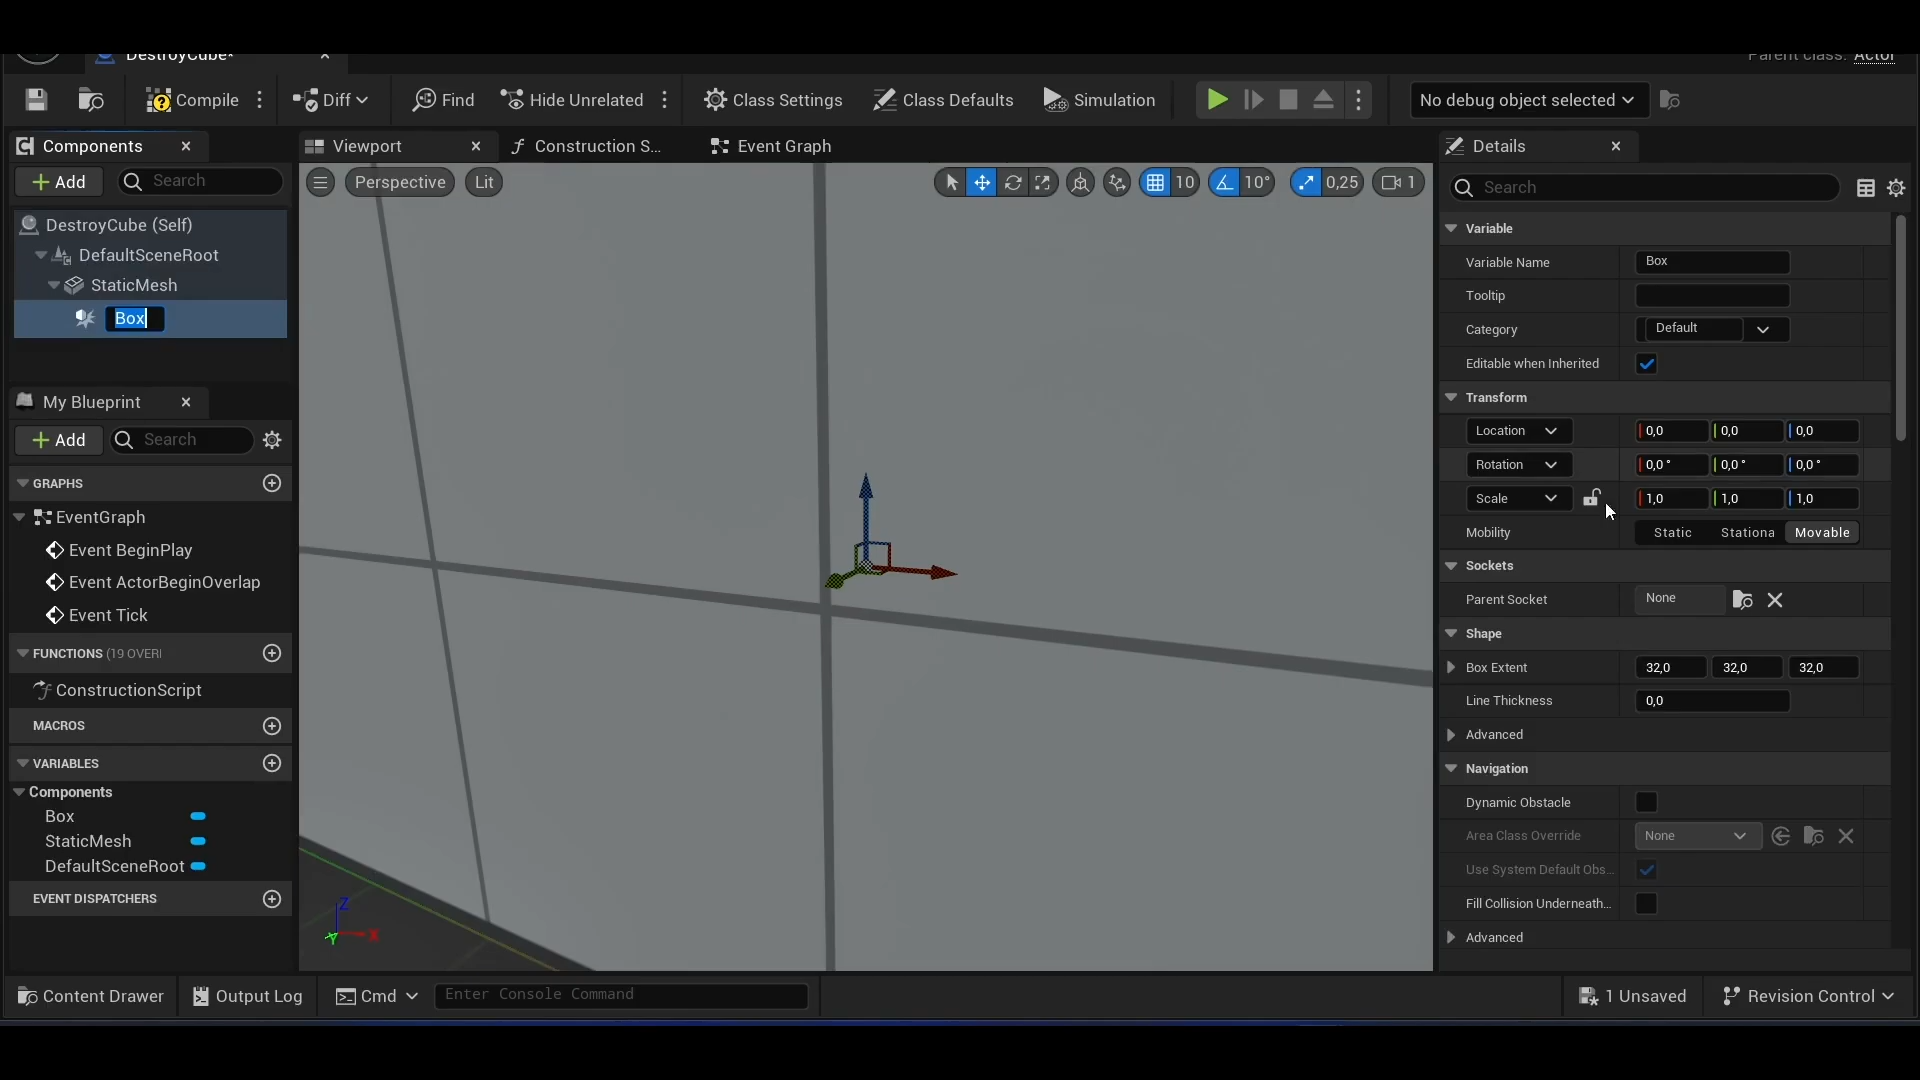 DestroyCube*
Parent class: Actor
Compile
Diff
Find
Hide Unrelated
Class Settings
Class Defaults
Simulation
No debug object selected
Components
Add
Search
DestroyCube (Self)
DefaultSceneRoot
StaticMesh
Box
My Blueprint
Add
Search
GRAPHS
EventGraph
Event BeginPlay
Event ActorBeginOverlap
Event Tick
FUNCTIONS (19 OVERI
ConstructionScript
MACROS
VARIABLES
Components
Box
StaticMesh
DefaultSceneRoot
EVENT DISPATCHERS
Viewport
Construction S...
Event Graph
Perspective
Lit
10
10°
0,25
1
Z
Y
X
Details
Search
Variable
Variable Name Box
Tooltip
Category Default
Editable when Inherited
Transform
Location 0,0 0,0 0,0
Rotation 0,0 ° 0,0 ° 0,0 °
Scale 1,0 1,0 1,0
Mobility Static Stationa Movable
Sockets
Parent Socket None
Shape
Box Extent 32,0 32,0 32,0
Line Thickness 0,0
Advanced
Navigation
Dynamic Obstacle
Area Class Override None
Use System Default Obs...
Fill Collision Underneath...
Advanced
Content Drawer
Output Log
Cmd
Enter Console Command
1 Unsaved
Revision Control